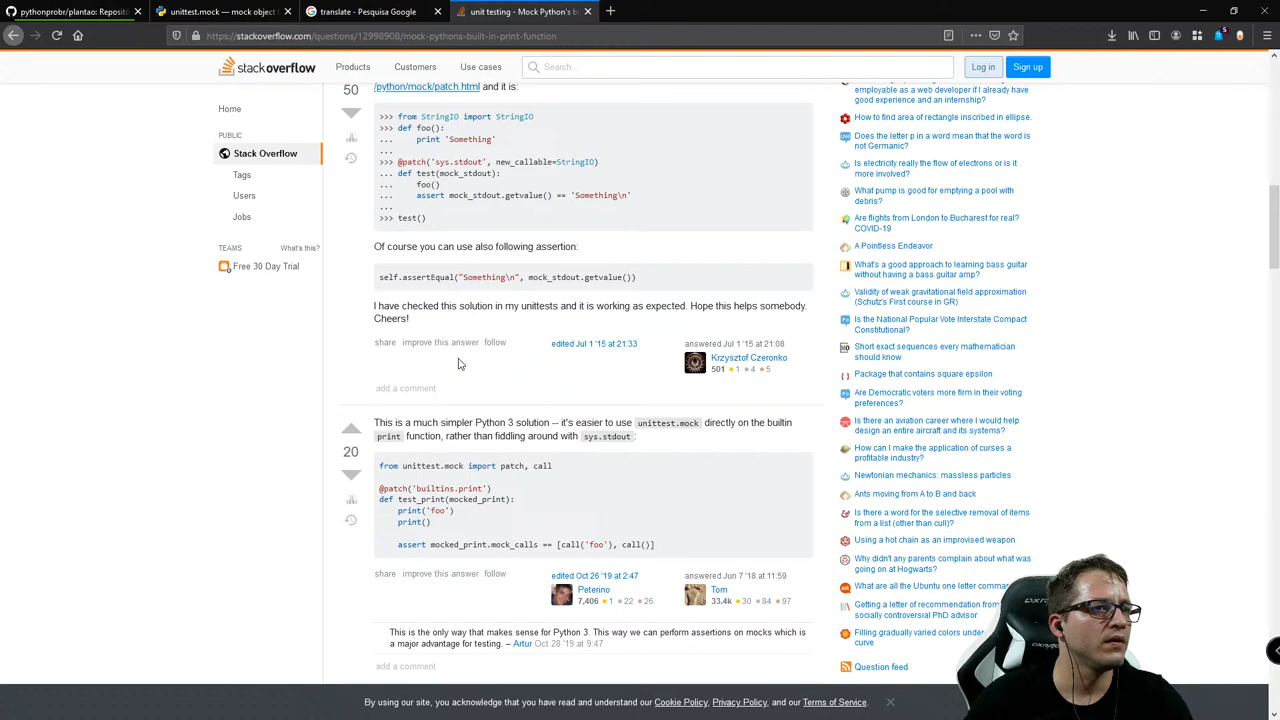 pythonprobr/plantao: Reposit
unittest.mock — mock object l
translate - Pesquisa Google
unit testing - Mock Python's b
https://stackoverflow.com/questions/12998908/mock-pythons-built-in-print-function
stackoverflow
Products
Customers
Use cases
Search...
Log in
Sign up
Home
PUBLIC
Stack Overflow
Tags
Users
Jobs
TEAMS
What's this?
Free 30 Day Trial
50
/python/mock/patch.html and it is:
>>> from StringIO import StringIO
>>> def foo():
... print 'Something'
...
>>> @patch('sys.stdout', new_callable=StringIO)
... def test(mock_stdout):
... foo()
... assert mock_stdout.getvalue() == 'Something\n'
...
>>> test()
Of course you can use also following assertion:
self.assertEqual("Something\n", mock_stdout.getvalue())
I have checked this solution in my unittests and it is working as expected. Hope this helps somebody.
Cheers!
share improve this answer follow
edited Jul 1 '15 at 21:33
answered Jul 1 '15 at 21:08
Krzysztof Czeronko
501 1 4 5
add a comment
This is a much simpler Python 3 solution -- it's easier to use unittest.mock directly on the builtin
print function, rather than fiddling around with sys.stdout:
20
from unittest.mock import patch, call
@patch('builtins.print')
def test_print(mocked_print):
print('foo')
print()
assert mocked_print.mock_calls == [call('foo'), call()]
share improve this answer follow
edited Oct 26 '19 at 2:47
Peterino
7,406 1 22 26
answered Jun 7 '18 at 11:59
Tom
33.4k 30 84 97
This is the only way that makes sense for Python 3. This way we can perform assertions on mocks which is
a major advantage for testing. – Artur Oct 28 '19 at 9:47
add a comment
employable as a web developer if I already have
good experience and an internship?
How to find area of rectangle inscribed in ellipse.
Does the letter p in a word mean that the word is
not Germanic?
Is electricity really the flow of electrons or is it
more involved?
What pump is good for emptying a pool with
debris?
Are flights from London to Bucharest for real?
COVID-19
A Pointless Endeavor
What's a good approach to learning bass guitar
without having a bass guitar amp?
Validity of weak gravitational field approximation
(Schutz's First course in GR)
Is the National Popular Vote Interstate Compact
Constitutional?
Short exact sequences every mathematician
should know
Package that contains square epsilon
Are Democratic voters more firm in their voting
preferences?
Is there an aviation career where I would help
design an entire aircraft and its systems?
How can I make the application of curses a
profitable industry?
Newtonian mechanics: massless particles
Ants moving from A to B and back
Is there a word for the selective removal of items
from a list (other than cull)?
Using a hot chain as an improvised weapon
Why didn't any parents complain about what was
going on at Hogwarts?
What are all the Ubuntu one letter comma
Getting a letter of recommendation from
socially controversial PhD advisor
Filling gradually varied colors unde
curve
Question feed
By using our site, you acknowledge that you have read and understand our Cookie Policy, Privacy Policy, and our Terms of Service.